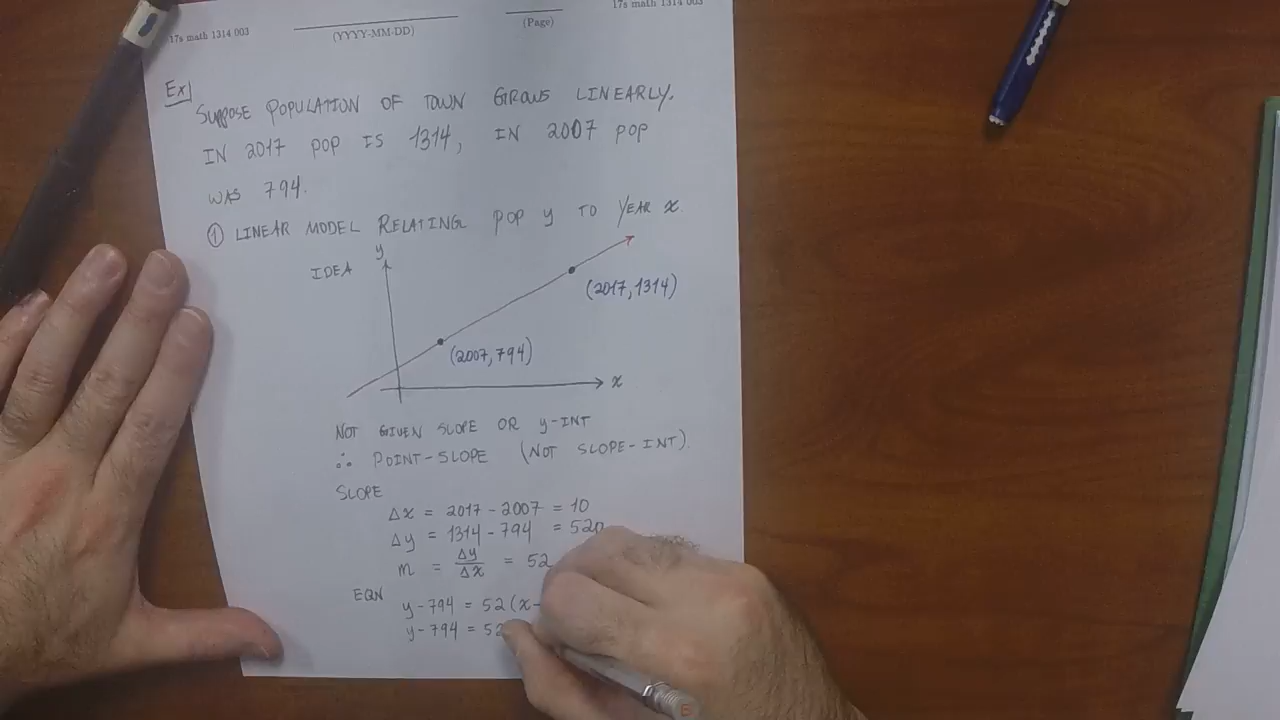 17s math 1314 003
(YYYY-MM-DD)
(Page)
17s math 1314 003
Ex
SUPPOSE POPULATION OF TOWN GROWS LINEARLY.
IN 2017 POP IS 1314, IN 2007 POP
WAS 794.
① LINEAR MODEL RELATING POP y TO YEAR x.
IDEA
y
(2017,1314)
(2007,794)
x
NOT GIVEN SLOPE OR y-INT
∴ POINT-SLOPE (NOT SLOPE-INT).
SLOPE
Δx = 2017 - 2007 = 10
Δy = 1314 - 794 = 520
m = Δy/Δx = 52
EQN
y-794 = 52(x-
y-794 = 52